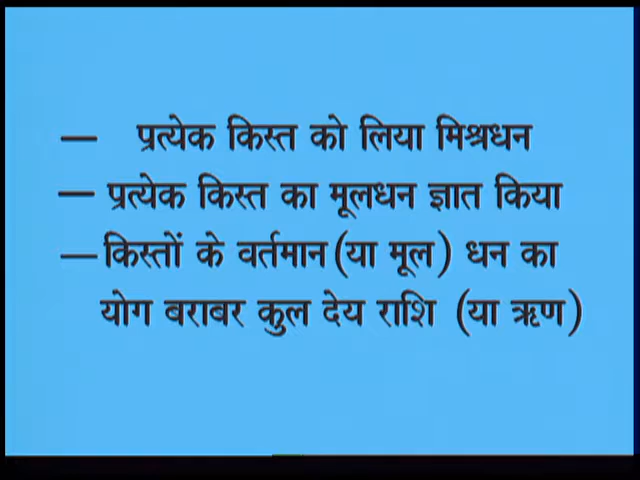 — प्रत्येक किस्त को लिया मिश्रधन
— प्रत्येक किस्त का मूलधन ज्ञात किया
— किस्तों के वर्तमान (या मूल) धन का
योग बराबर कुल देय राशि (या ऋण)